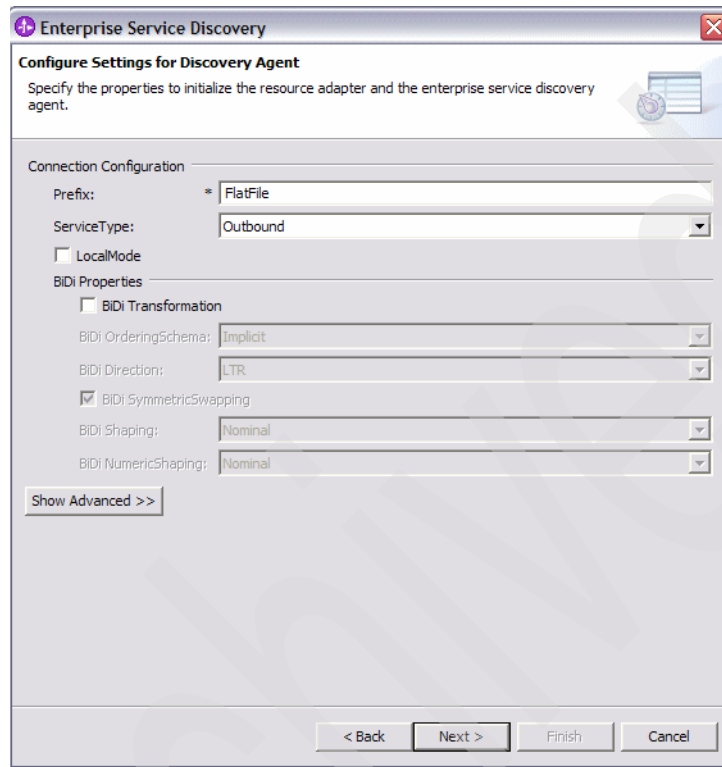 Enterprise Service Discovery
Configure Settings for Discovery Agent
Specify the properties to initialize the resource adapter and the enterprise service discovery
agent.
Connection Configuration
Prefix: * FlatFile
ServiceType: Outbound
LocalMode
BiDi Properties
BiDi Transformation
BiDi OrderingSchema: Implicit
BiDi Direction: LTR
BiDi SymmetricSwapping
BiDi Shaping: Nominal
BiDi NumericShaping: Nominal
Show Advanced >>
< Back Next > Finish Cancel